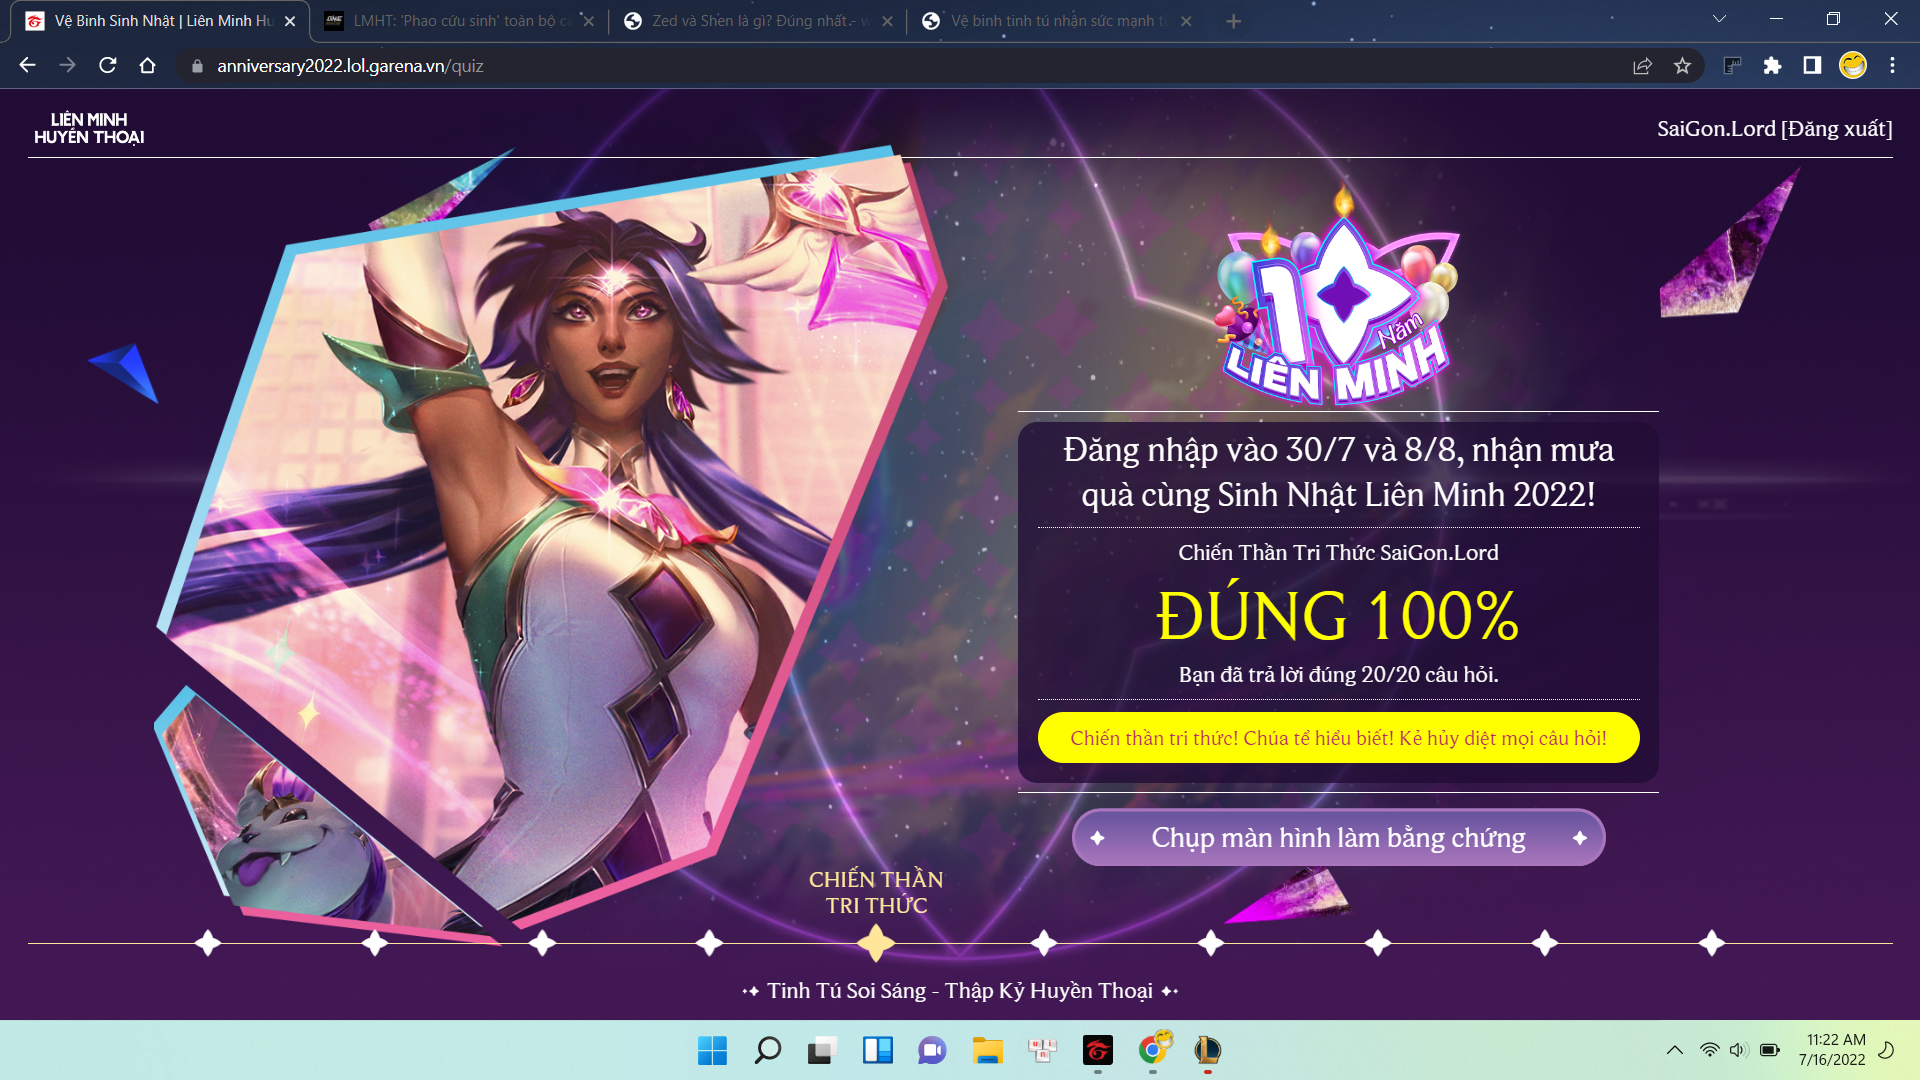 Vệ Binh Sinh Nhật | Liên Minh Hu
LMHT: 'Phao cứu sinh' toàn bộ cá
Zed và Shen là gì? Đúng nhất - w
Vệ binh tinh tú nhận sức mạnh t
anniversary2022.lol.garena.vn/quiz
LIÊN MINH
HUYỀN THOẠI
SaiGon.Lord [Đăng xuất]
10
Năm
LIÊN MINH
Đăng nhập vào 30/7 và 8/8, nhận mưa
quà cùng Sinh Nhật Liên Minh 2022!
Chiến Thần Tri Thức SaiGon.Lord
ĐÚNG 100%
Bạn đã trả lời đúng 20/20 câu hỏi.
Chiến thần tri thức! Chúa tể hiểu biết! Kẻ hủy diệt mọi câu hỏi!
Chụp màn hình làm bằng chứng
CHIẾN THẦN
TRI THỨC
Tinh Tú Soi Sáng - Thập Kỷ Huyền Thoại
11:22 AM
7/16/2022